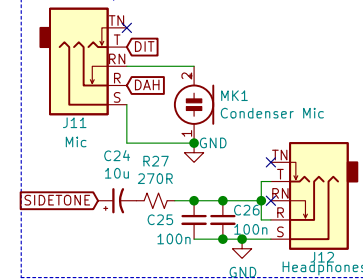 TN
T
DIT
RN
R
DAH
S
J11
Mic
2
MK1
Condenser Mic
1
GND
C24
10u
R27
270R
SIDETONE
+
C25
100n
C26
100n
GND
TN
T
RN
R
S
J12
Headphones